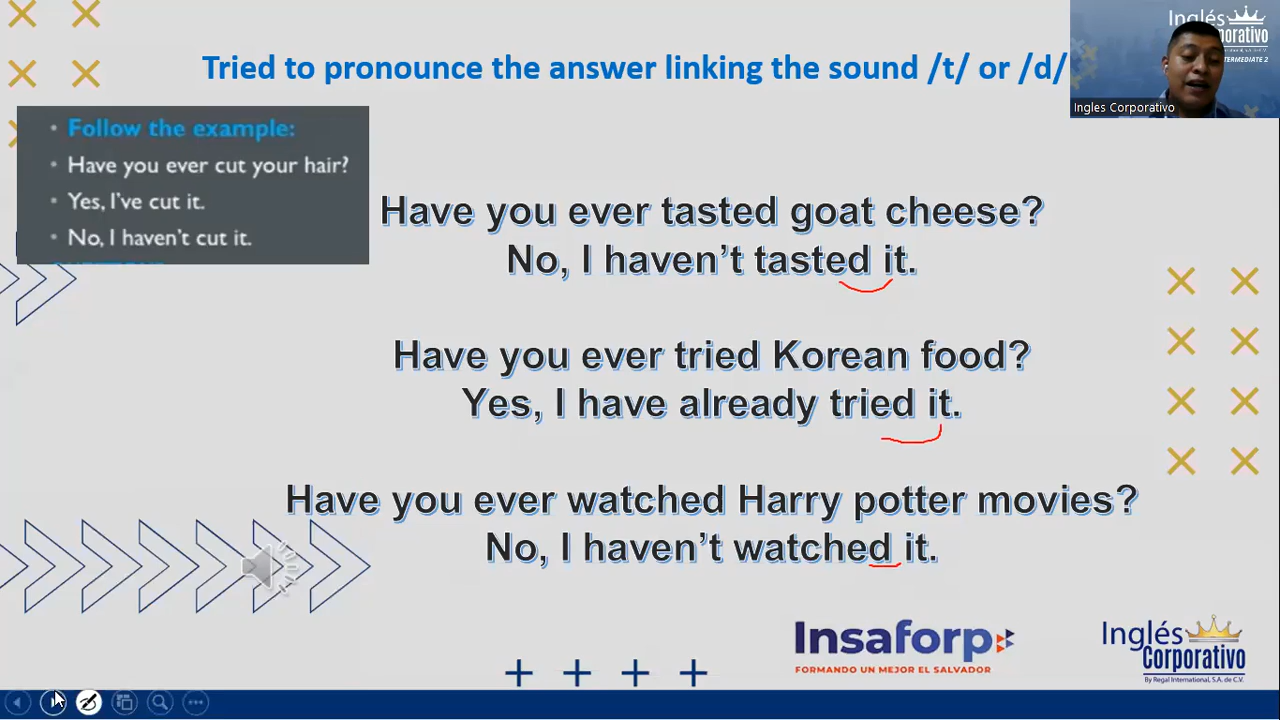 Tried to pronounce the answer linking the sound /t/ or /d/
Inglés
Corporativo
INTERMEDIATE 2
Ingles Corporativo
Follow the example:
Have you ever cut your hair?
Yes, I've cut it.
No, I haven't cut it.
Have you ever tasted goat cheese?
No, I haven't tasted it.
Have you ever tried Korean food?
Yes, I have already tried it.
Have you ever watched Harry potter movies?
No, I haven't watched it.
Insaforp
FORMANDO UN MEJOR EL SALVADOR
Inglés
Corporativo
By Regal International, S.A. de C.V.